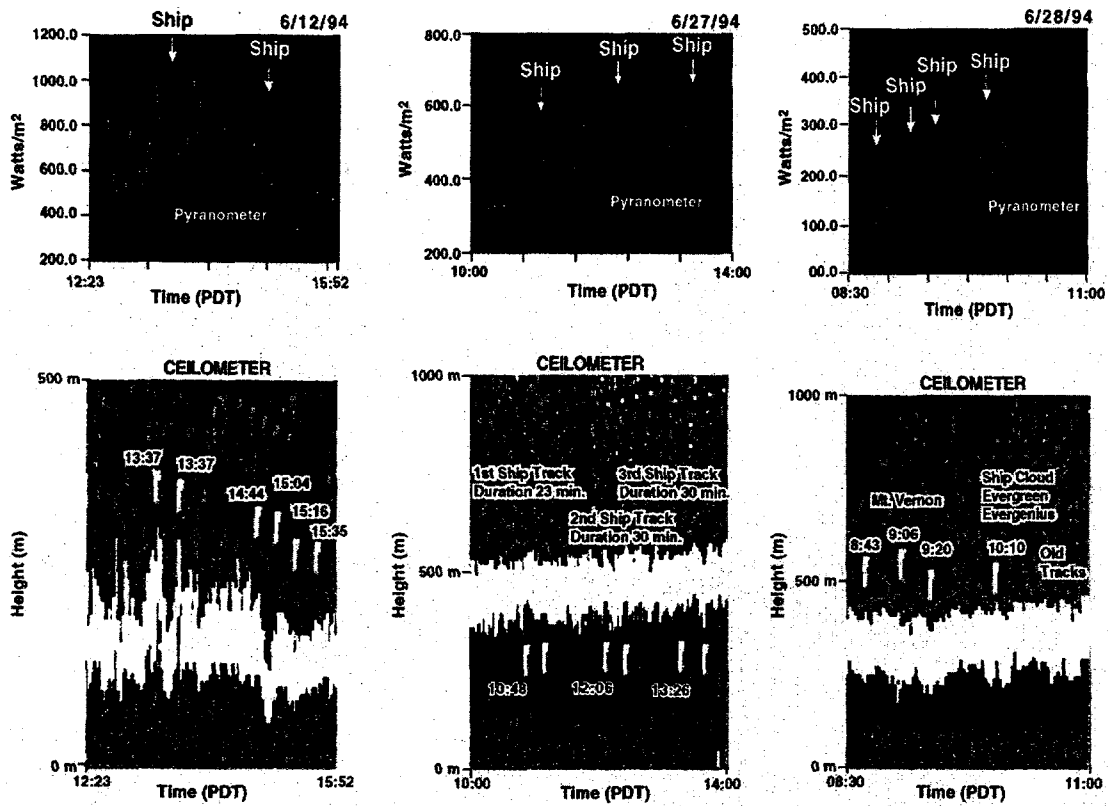 Ship
6/12/94
1200.0
1000.0
800.0
600.0
400.0
200.0
Watts/m2
Ship
Pyranometer
12:23
15:52
Time (PDT)
6/27/94
800.0
600.0
400.0
200.0
Watts/m2
Ship
Ship
Ship
Pyranometer
10:00
14:00
Time (PDT)
6/28/94
500.0
400.0
300.0
200.0
100.0
00.0
Watts/m2
Ship
Ship
Ship
Ship
Pyranometer
08:30
11:00
Time (PDT)
CEILOMETER
500 m
0 m
Height (m)
13:37
13:37
14:44
15:04
15:16
15:35
12:23
15:52
Time (PDT)
CEILOMETER
1000 m
500 m
0 m
Height (m)
1st Ship Track
Duration 23 min.
3rd Ship Track
Duration 30 min.
2nd Ship Track
Duration 30 min.
10:48
12:06
13:26
10:00
14:00
Time (PDT)
CEILOMETER
1000 m
500 m
0 m
Height (m)
Mt. Vernon
8:43
9:06
9:20
Ship Cloud
Evergreen
Evergenius
10:10
Old
Tracks
08:30
11:00
Time (PDT)